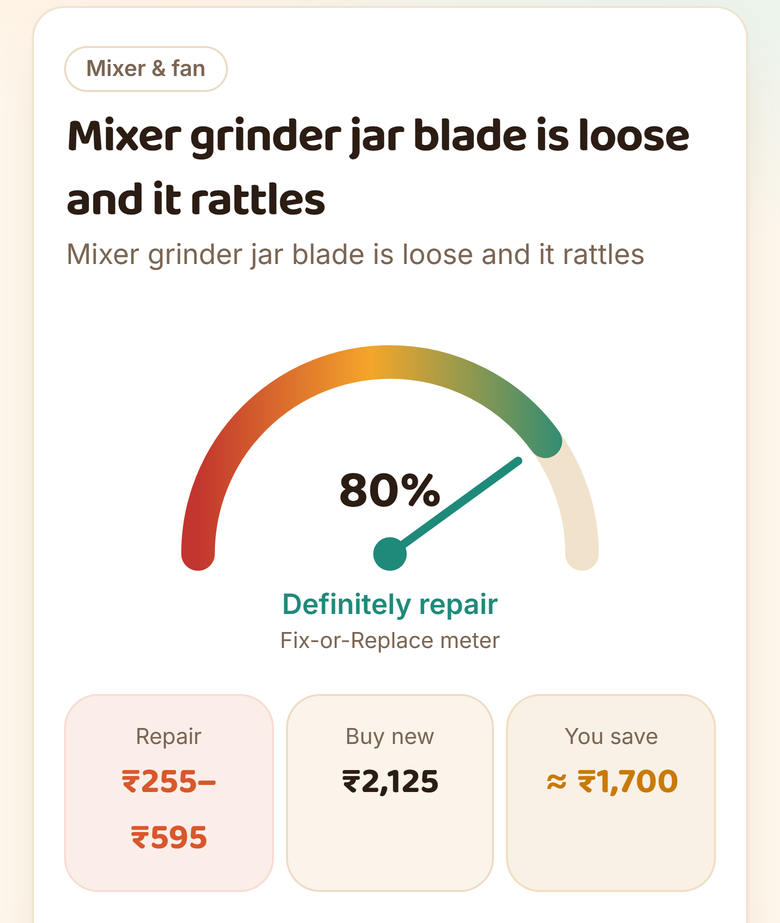 Mixer & fan
Mixer grinder jar blade is loose
and it rattles
Mixer grinder jar blade is loose and it rattles
80%
Definitely repair
Fix-or-Replace meter
Repair
₹255–
₹595
Buy new
₹2,125
You save
≈ ₹1,700